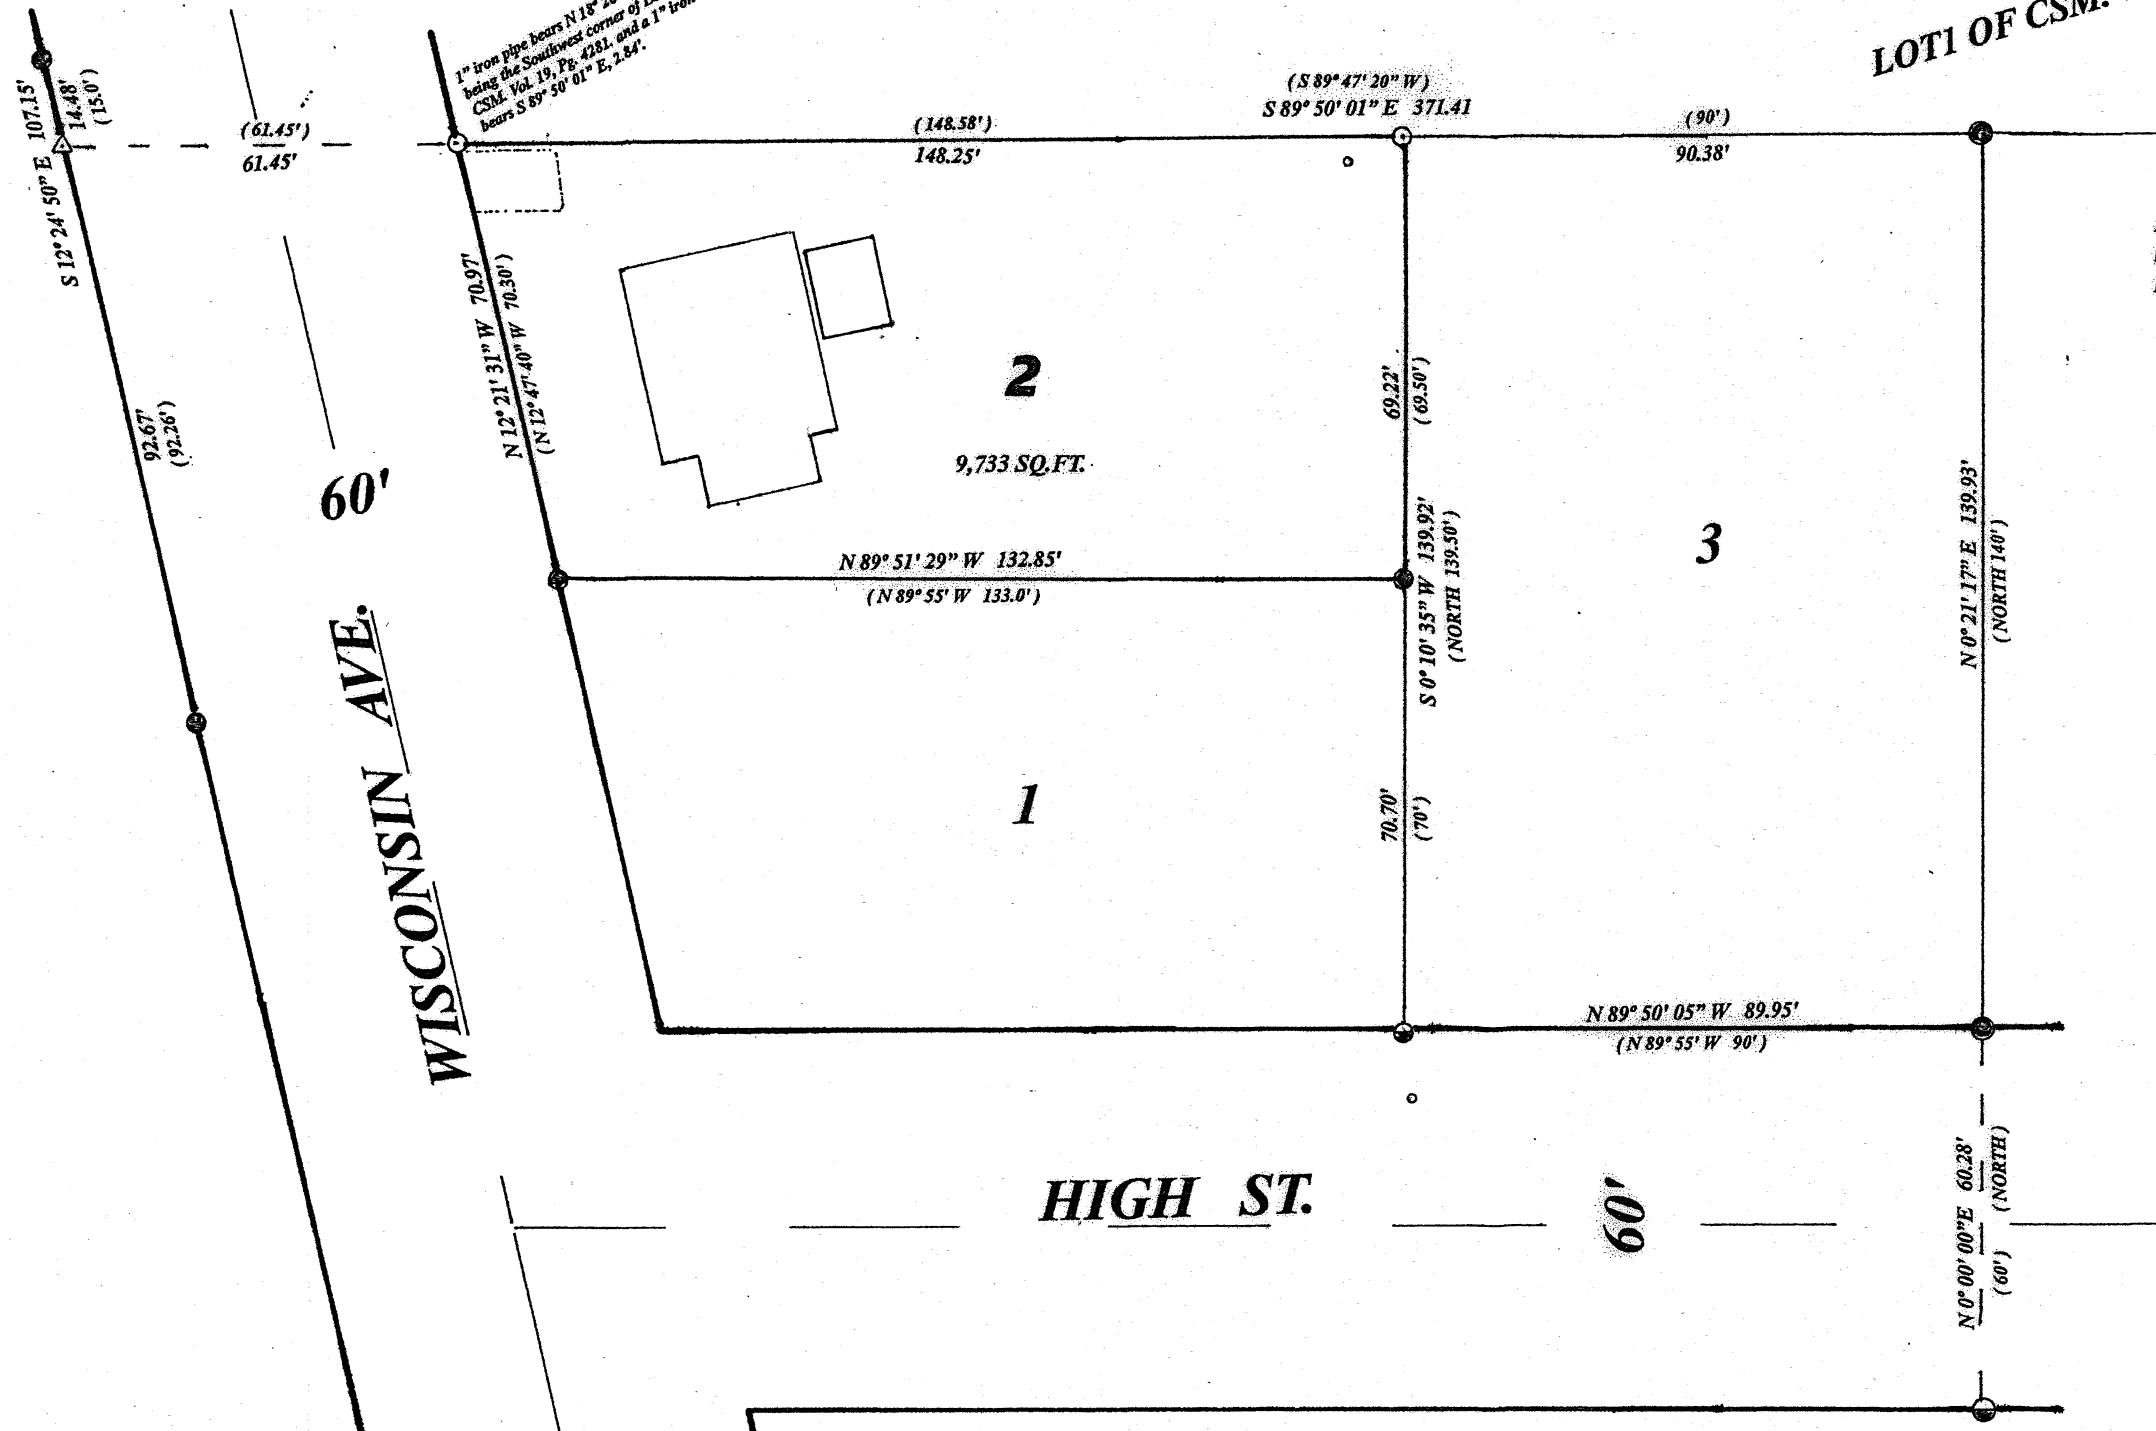 1" iron pipe bears N 18°
being the Southwest corner of
CSM. Vol. 19, Pg. 4281, and a 1" iron
bears S 89° 50' 01" E, 2.84'.
LOT1 OF CSM.
( S 89° 47' 20" W )
S 89° 50' 01" E 371.41
S 12° 24' 50" E 107.15'
14.48'
( 15.0' )
( 61.45' )
61.45'
( 148.58' )
148.25'
( 90' )
90.38'
N 12° 21' 31" W 70.97'
( N 12° 47' 40" W 70.30' )
2
9,733 SQ.FT.
69.22'
( 69.50' )
92.67'
( 92.26' )
60'
N 89° 51' 29" W 132.85'
( N 89° 55' W 133.0' )
S 0° 10' 35" W 139.92'
( NORTH 139.50' )
3
N 0° 21' 17" E 139.93'
( NORTH 140' )
WISCONSIN AVE.
1
70.70'
( 70' )
N 89° 50' 05" W 89.95'
( N 89° 55' W 90' )
HIGH ST.
60'
N 0° 00' 00" E 60.28'
( 60' ) ( NORTH )